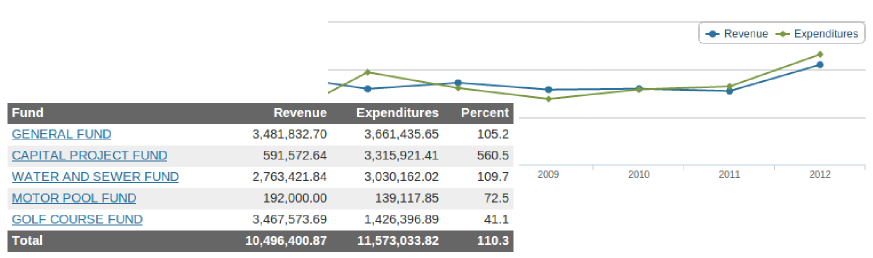 Revenue Expenditures
Fund Revenue Expenditures Percent
GENERAL FUND 3,481,832.70 3,661,435.65 105.2
CAPITAL PROJECT FUND 591,572.64 3,315,921.41 560.5
WATER AND SEWER FUND 2,763,421.84 3,030,162.02 109.7
MOTOR POOL FUND 192,000.00 139,117.85 72.5
GOLF COURSE FUND 3,467,573.69 1,426,396.89 41.1
Total 10,496,400.87 11,573,033.82 110.3
2009 2010 2011 2012